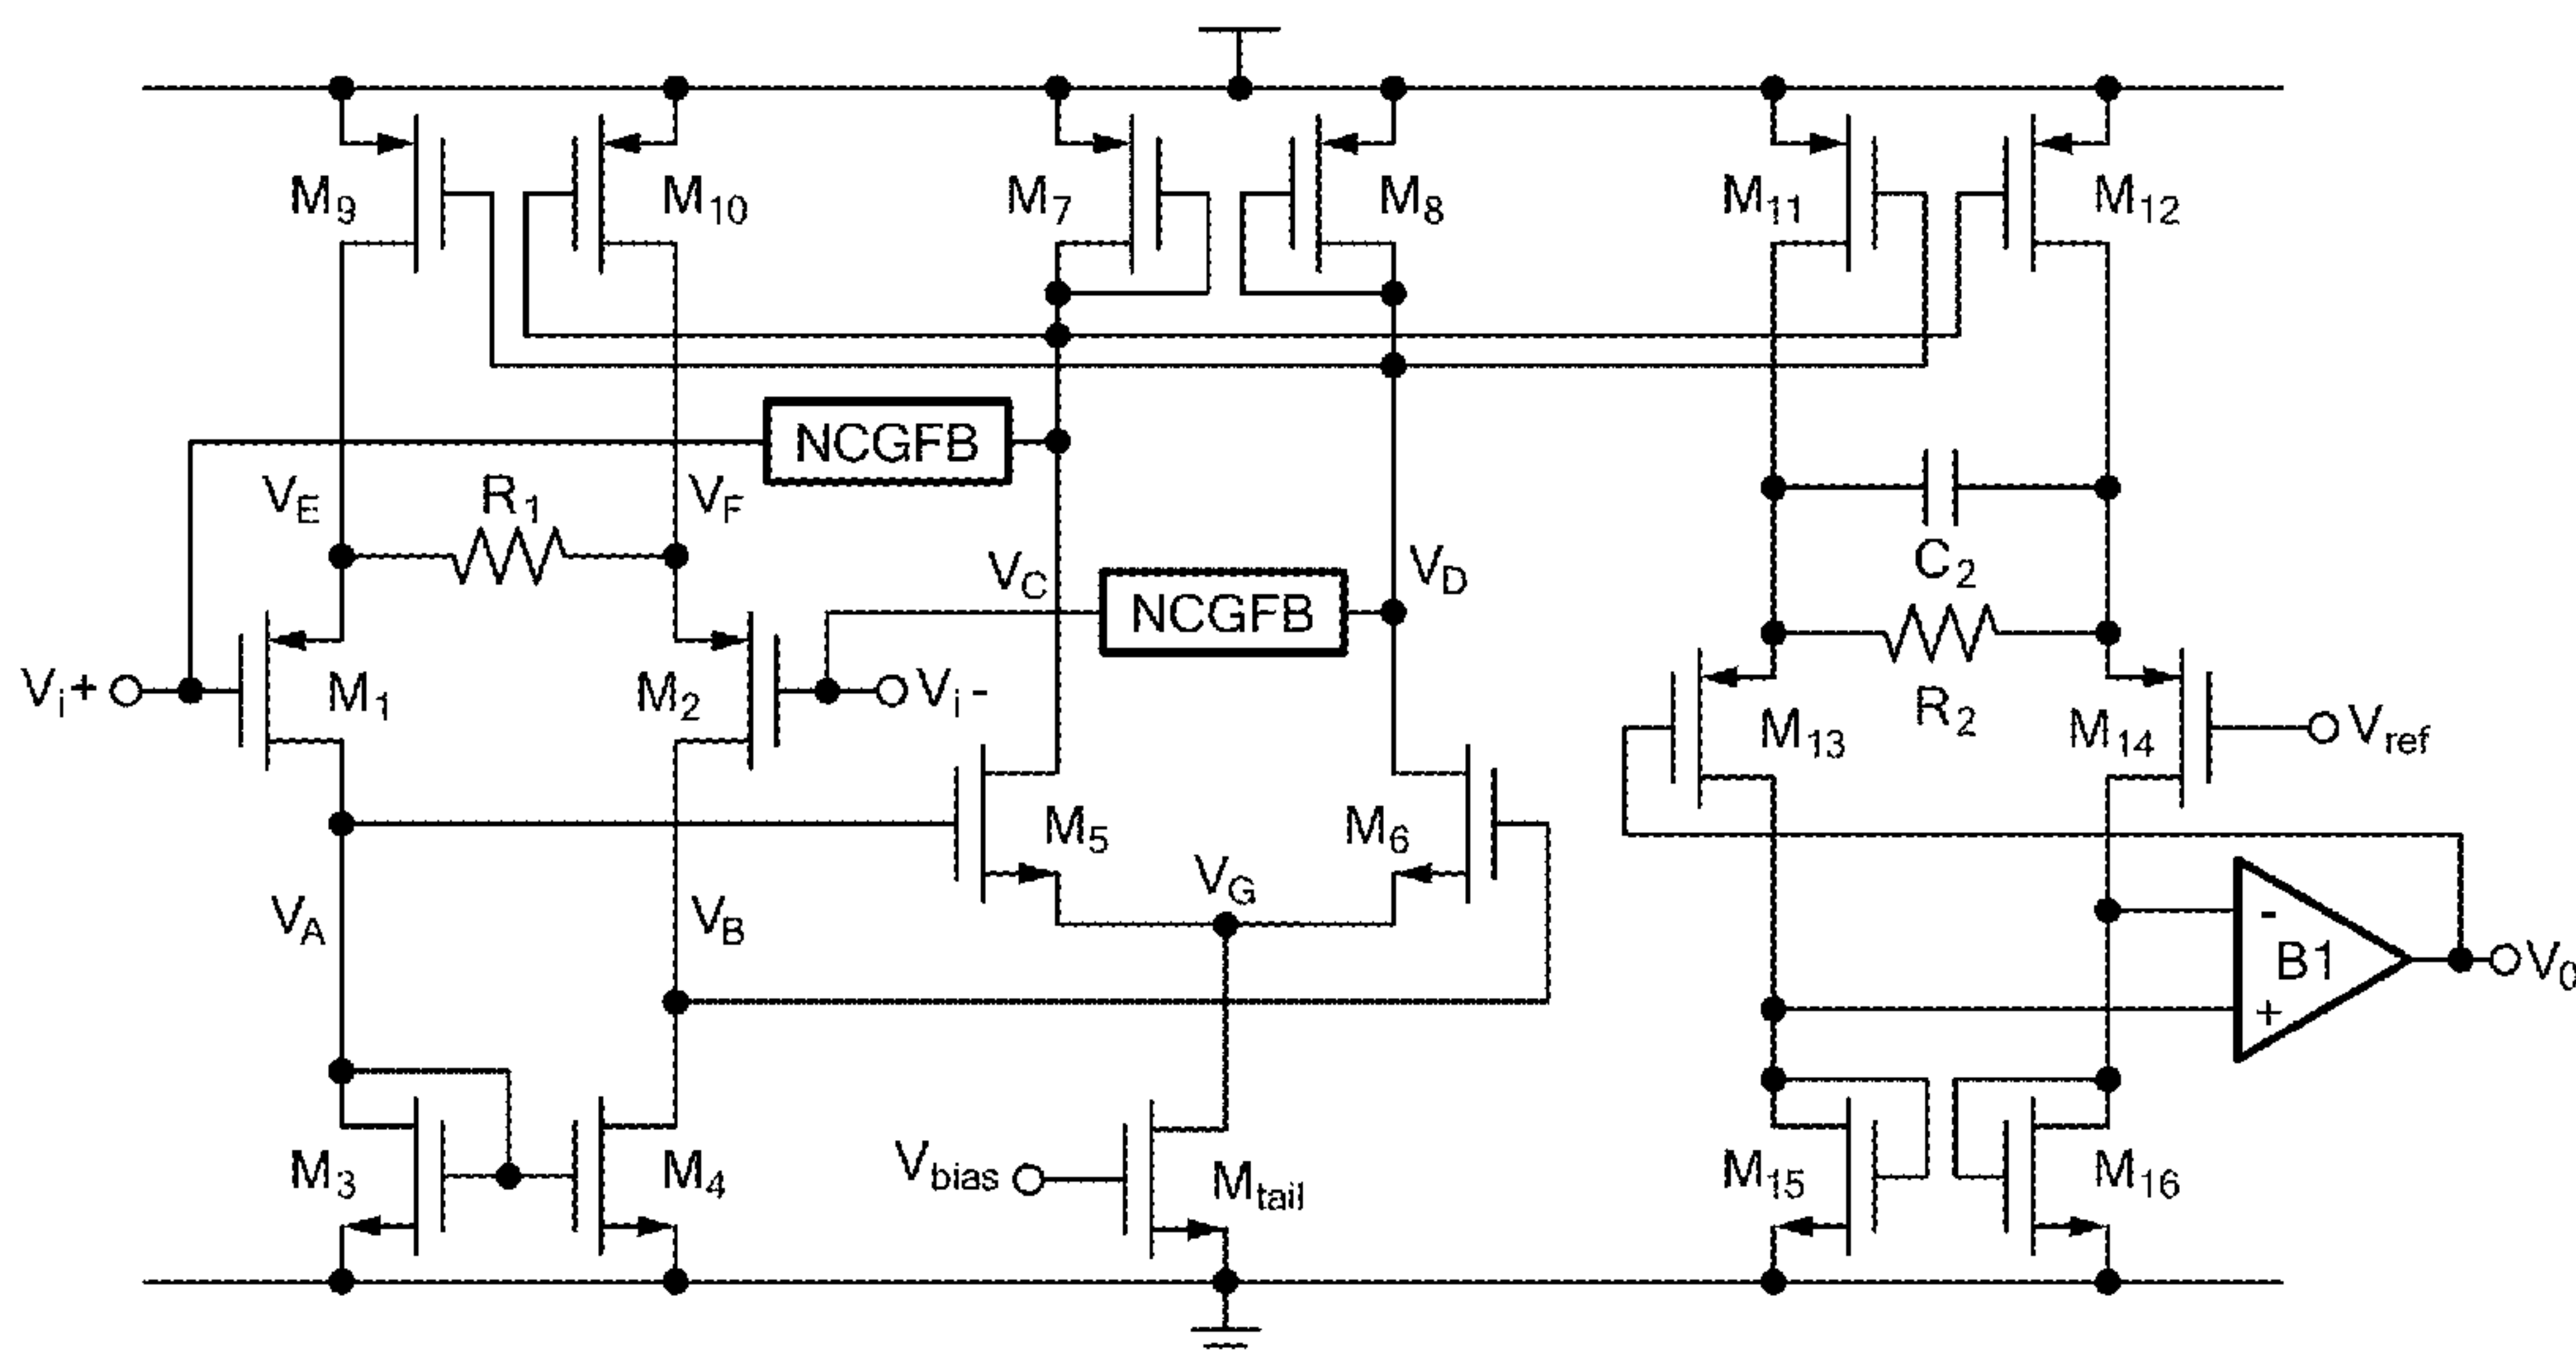 M9
M10
M7
M8
M11
M12
NCGFB
VE
R1
VF
VC
NCGFB
VD
C2
Vi+
M1
M2
Vi-
M13
R2
M14
Vref
M5
M6
VG
VA
VB
-
B1
+
V0
M3
M4
Vbias
Mtail
M15
M16